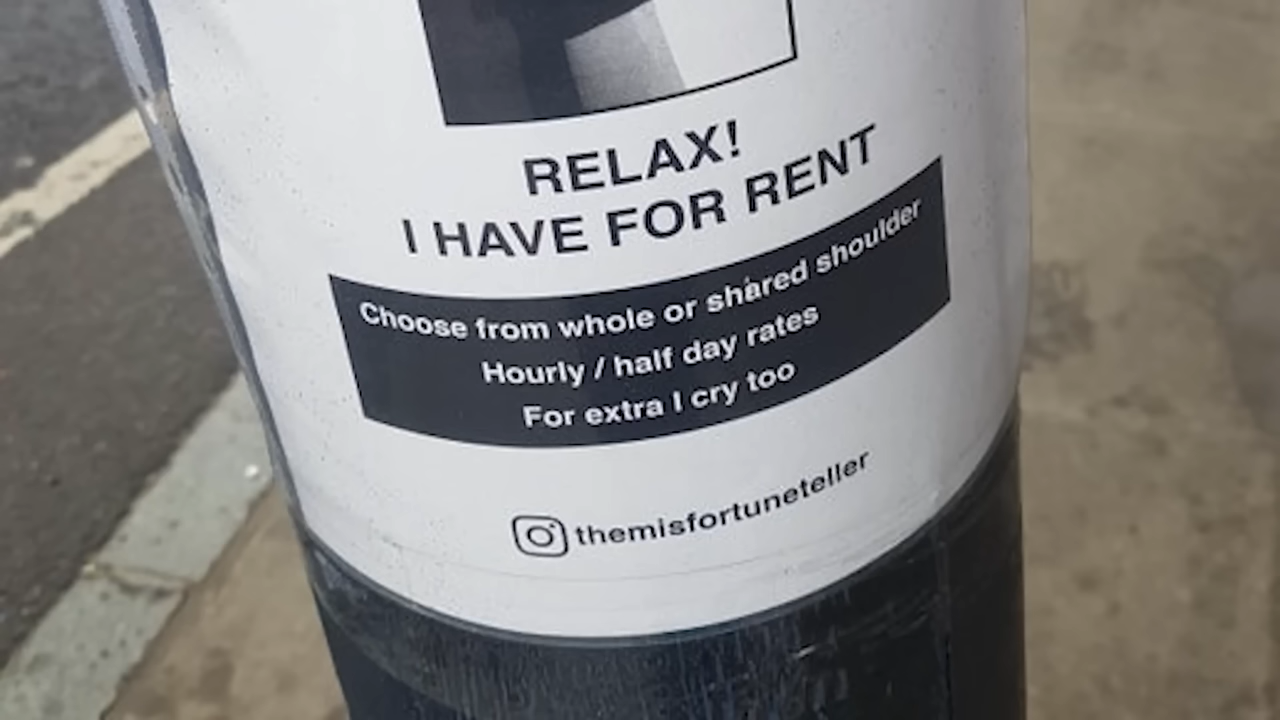 RELAX!
I HAVE FOR RENT
Choose from whole or shared shoulder
Hourly / half day rates
For extra I cry too
themisfortuneteller